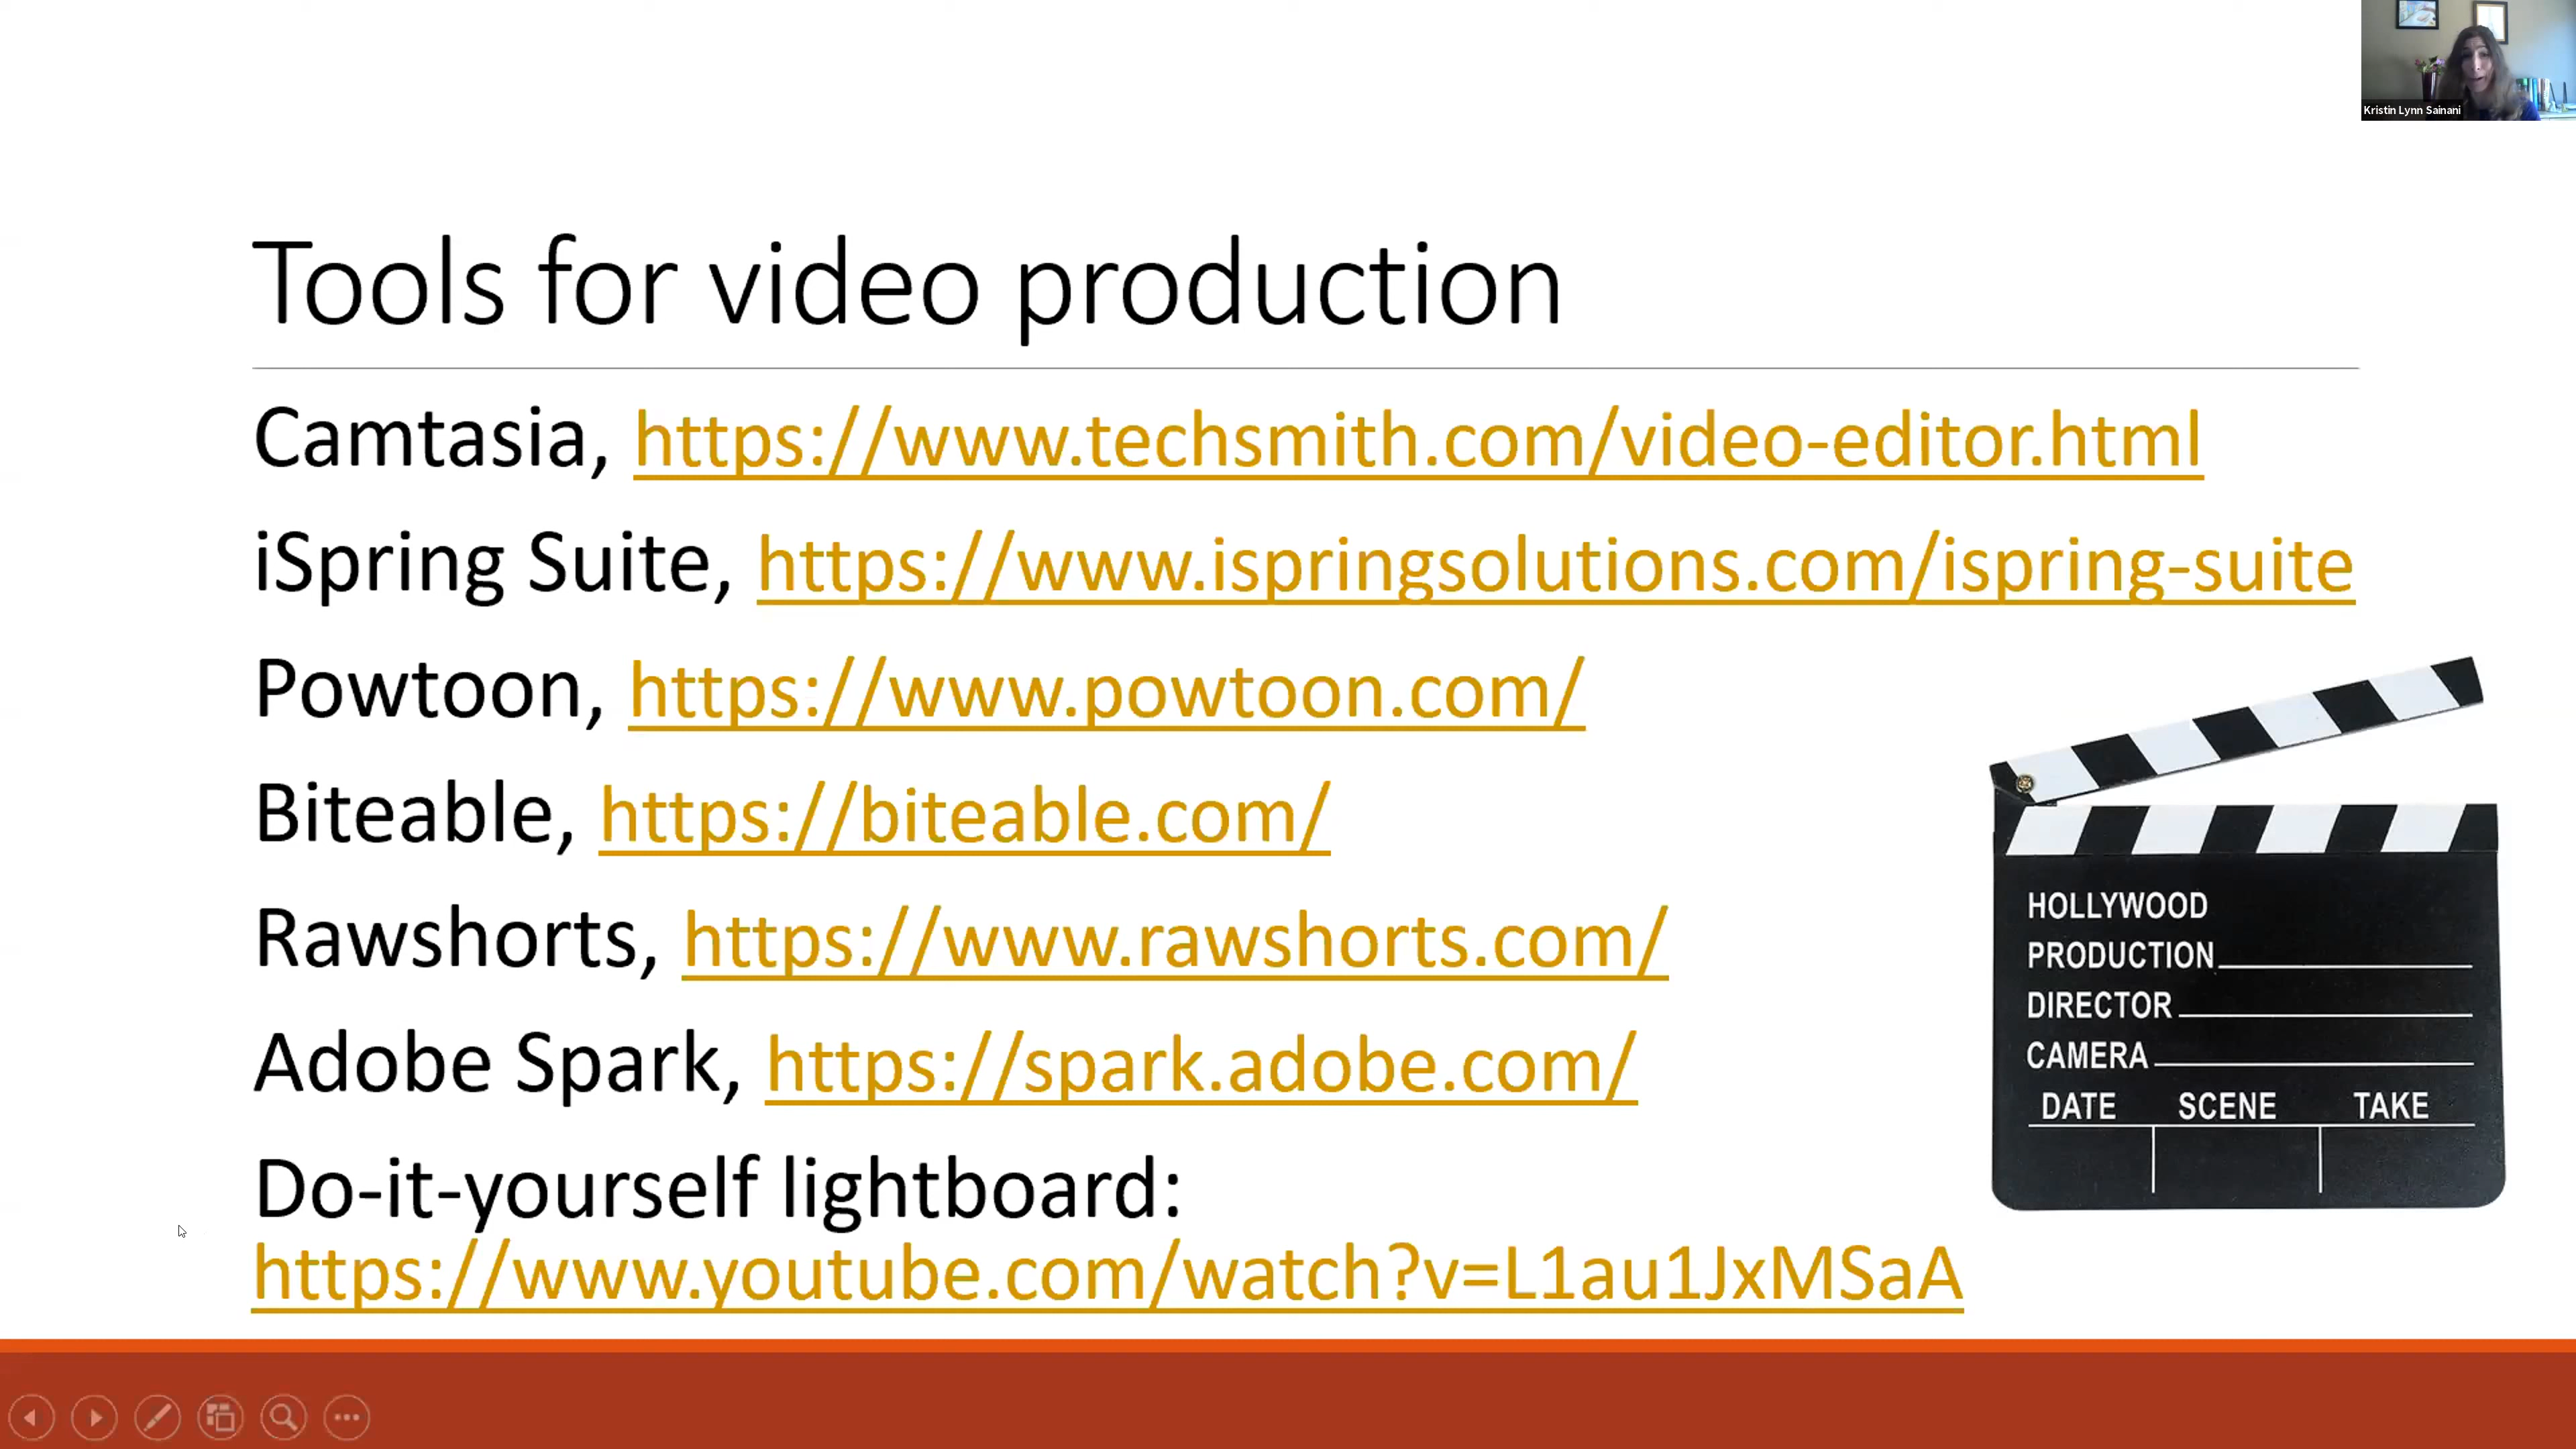 Kristin Lynn Sainani
Tools for video production
Camtasia, https://www.techsmith.com/video-editor.html
iSpring Suite, https://www.ispringsolutions.com/ispring-suite
Powtoon, https://www.powtoon.com/
Biteable, https://biteable.com/
Rawshorts, https://www.rawshorts.com/
Adobe Spark, https://spark.adobe.com/
Do-it-yourself lightboard:
https://www.youtube.com/watch?v=L1au1JxMSaA
HOLLYWOOD
PRODUCTION
DIRECTOR
CAMERA
DATE SCENE TAKE